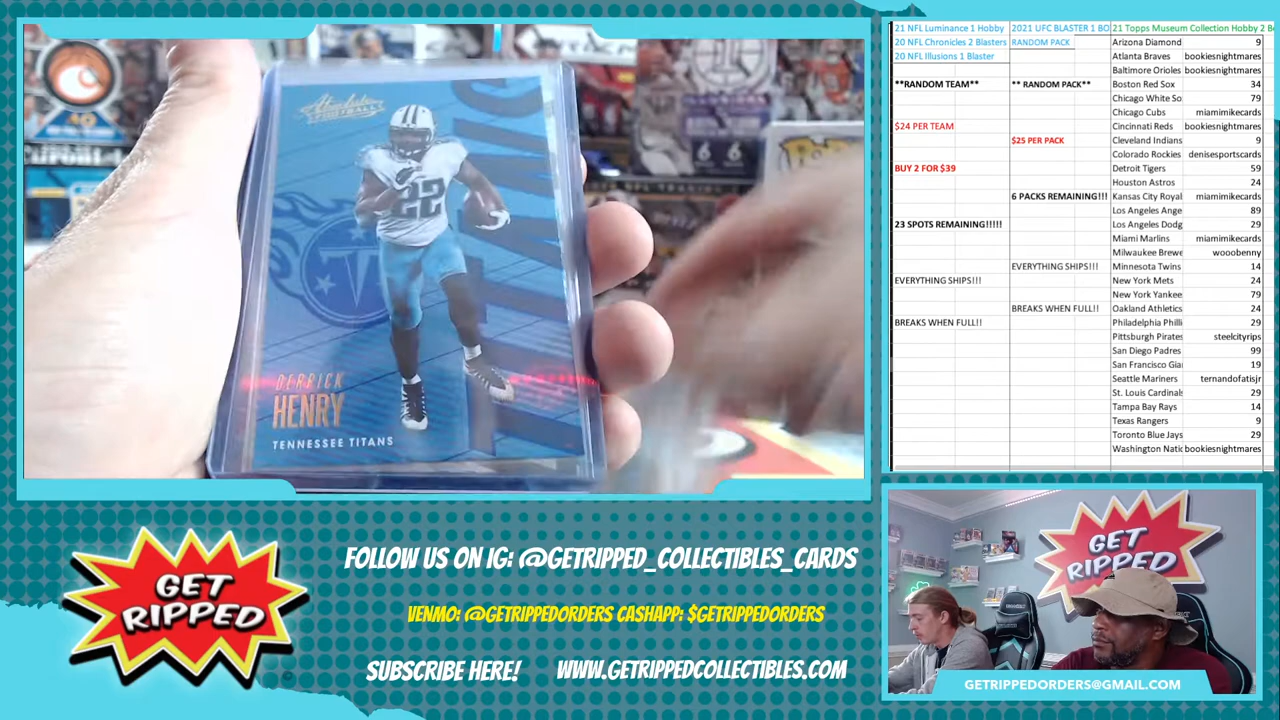 Absolute
FOOTBALL
22
DERRICK
HENRY
TENNESSEE TITANS
6 6
21 NFL Luminance 1 Hobby
20 NFL Chronicles 2 Blasters
20 NFL Illusions 1 Blaster
**RANDOM TEAM**
$24 PER TEAM
BUY 2 FOR $39
23 SPOTS REMAINING!!!!!
EVERYTHING SHIPS!!!
BREAKS WHEN FULL!!
2021 UFC BLASTER 1 BO
RANDOM PACK
** RANDOM PACK**
$25 PER PACK
6 PACKS REMAINING!!!
EVERYTHING SHIPS!!!
BREAKS WHEN FULL!!
21 Topps Museum Collection Hobby 2 B
Arizona Diamond 9
Atlanta Braves bookiesnightmares
Baltimore Orioles bookiesnightmares
Boston Red Sox 34
Chicago White So 79
Chicago Cubs miamimikecards
Cincinnati Reds bookiesnightmares
Cleveland Indians 9
Colorado Rockies denisesportscards
Detroit Tigers 59
Houston Astros 24
Kansas City Royal miamimikecards
Los Angeles Ange 89
Los Angeles Dodg 29
Miami Marlins miamimikecards
Milwaukee Brewe wooobenny
Minnesota Twins 14
New York Mets 24
New York Yankee 79
Oakland Athletics 24
Philadelphia Philli 29
Pittsburgh Pirates steelcityrips
San Diego Padres 99
San Francisco Gia 19
Seattle Mariners ternandofatisjr
St. Louis Cardinals 29
Tampa Bay Rays 14
Texas Rangers 9
Toronto Blue Jays 29
Washington Natio bookiesnightmares
GET
RIPPED
FOLLOW US ON IG: @GETRIPPED_COLLECTIBLES_CARDS
VENMO: @GETRIPPEDORDERS CASHAPP: $GETRIPPEDORDERS
SUBSCRIBE HERE! WWW.GETRIPPEDCOLLECTIBLES.COM
GET
RIPPED
GETRIPPEDORDERS@GMAIL.COM